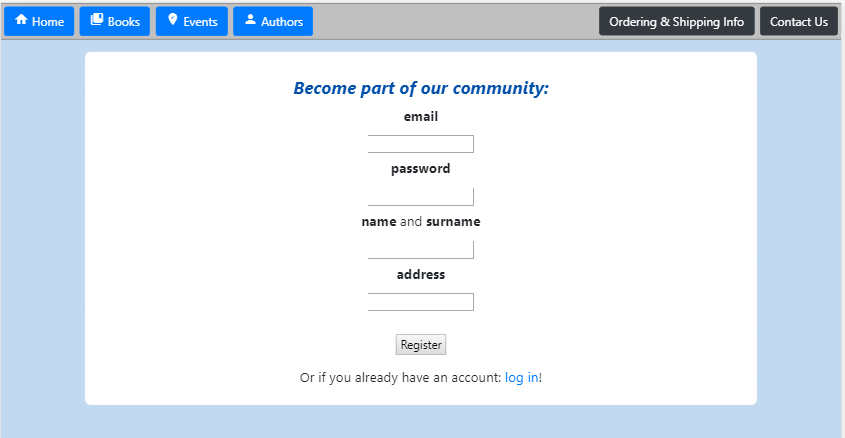 Home Books Events Authors Ordering & Shipping Info Contact Us
Become part of our community:
email
password
name and surname
address
Register
Or if you already have an account: log in!